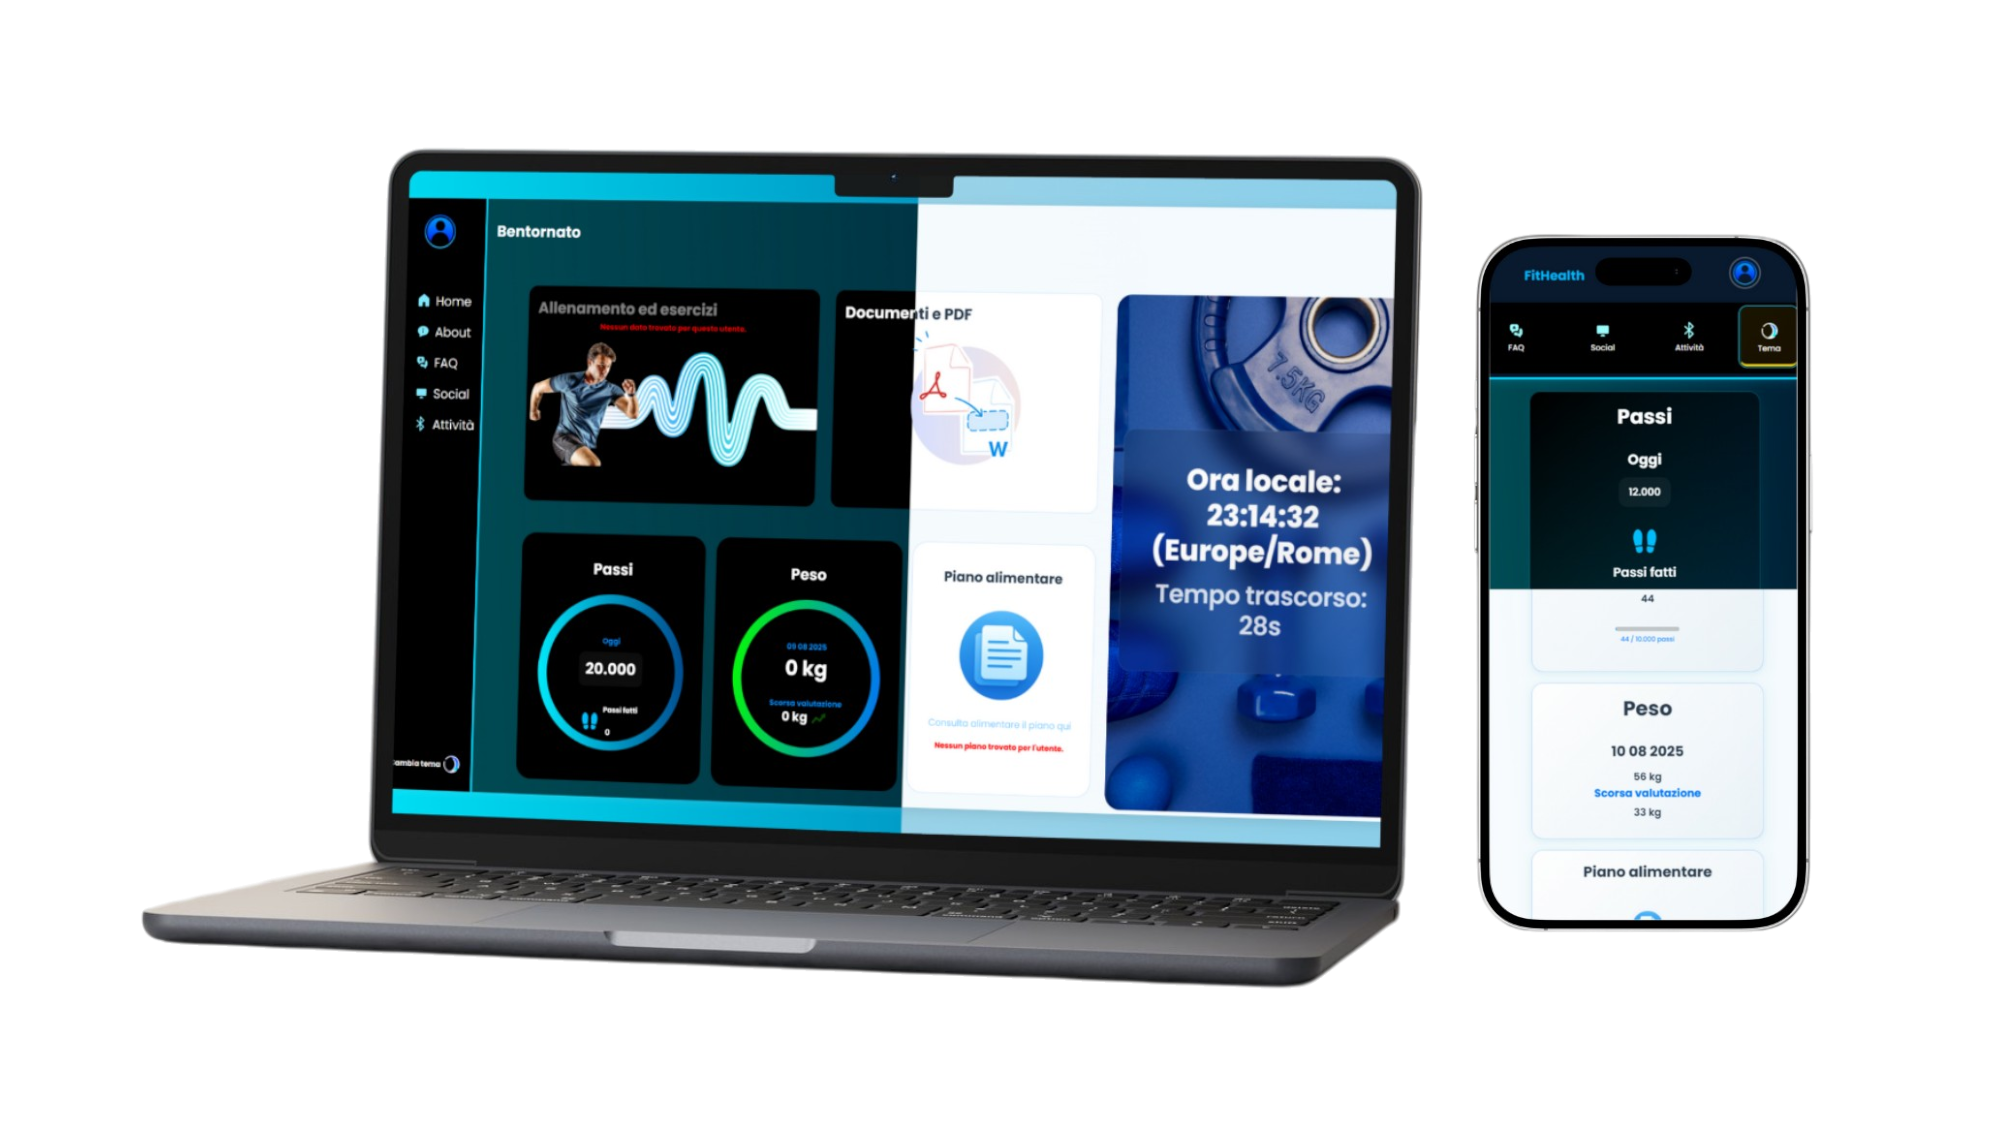 Bentornato
Home
About
FAQ
Social
Attività
ambia tema
Allenamento ed esercizi
Nessun dato trovato per questo utente.
Documenti e PDF
W
7.5KG
Ora locale:
23:14:32
(Europe/Rome)
Tempo trascorso:
28s
Passi
Oggi
20.000
Passi fatti
0
Peso
09 08 2025
0 kg
Scorsa valutazione
0 kg
Piano alimentare
Consulta alimentare il piano qui
Nessun piano trovato per l'utente.
FitHealth
FAQ
Social
Attività
Tema
Passi
Oggi
12.000
Passi fatti
44
44 / 10.000 passi
Peso
10 08 2025
56 kg
Scorsa valutazione
33 kg
Piano alimentare